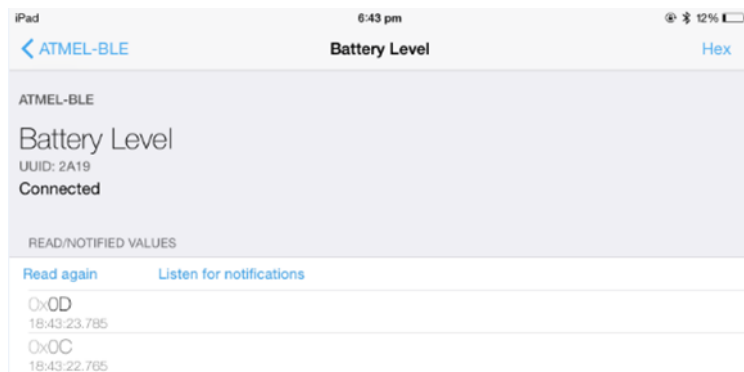 iPad 6:43 pm 12%
ATMEL-BLE Battery Level Hex
ATMEL-BLE
Battery Level
UUID: 2A19
Connected
READ/NOTIFIED VALUES
Read again Listen for notifications
0x0D
18:43:23.785
0x0C
18:43:22.765